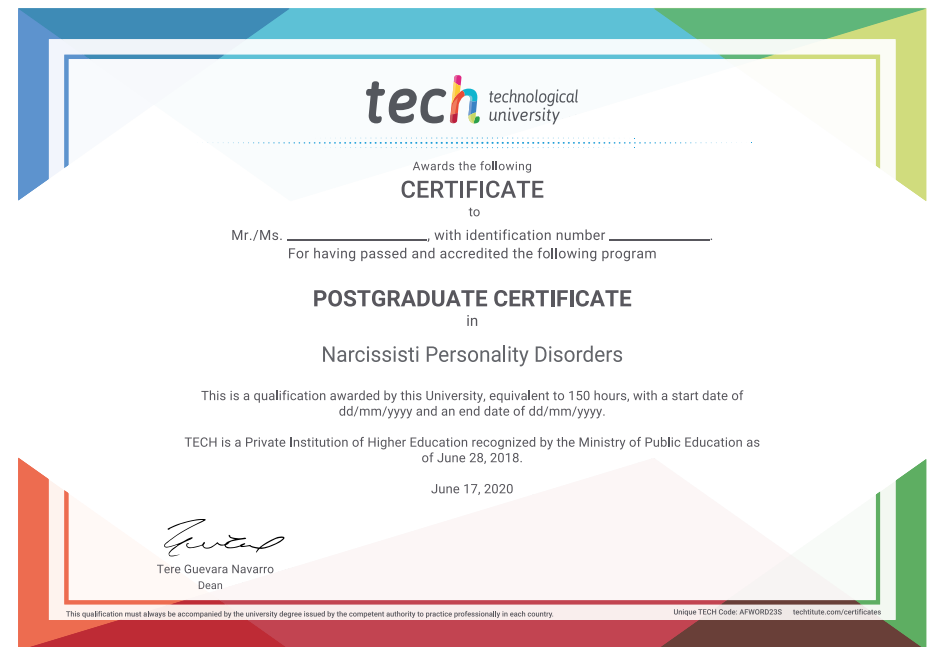 tech technological
university
Awards the following
CERTIFICATE
to
Mr./Ms. ____________, with identification number ____________.
For having passed and accredited the following program
POSTGRADUATE CERTIFICATE
in
Narcissisti Personality Disorders
This is a qualification awarded by this University, equivalent to 150 hours, with a start date of
dd/mm/yyyy and an end date of dd/mm/yyyy.
TECH is a Private Institution of Higher Education recognized by the Ministry of Public Education as
of June 28, 2018.
June 17, 2020
Tere Guevara Navarro
Dean
This qualification must always be accompanied by the university degree issued by the competent authority to practice professionally in each country.
Unique TECH Code: AFWORD23S techtitute.com/certificates